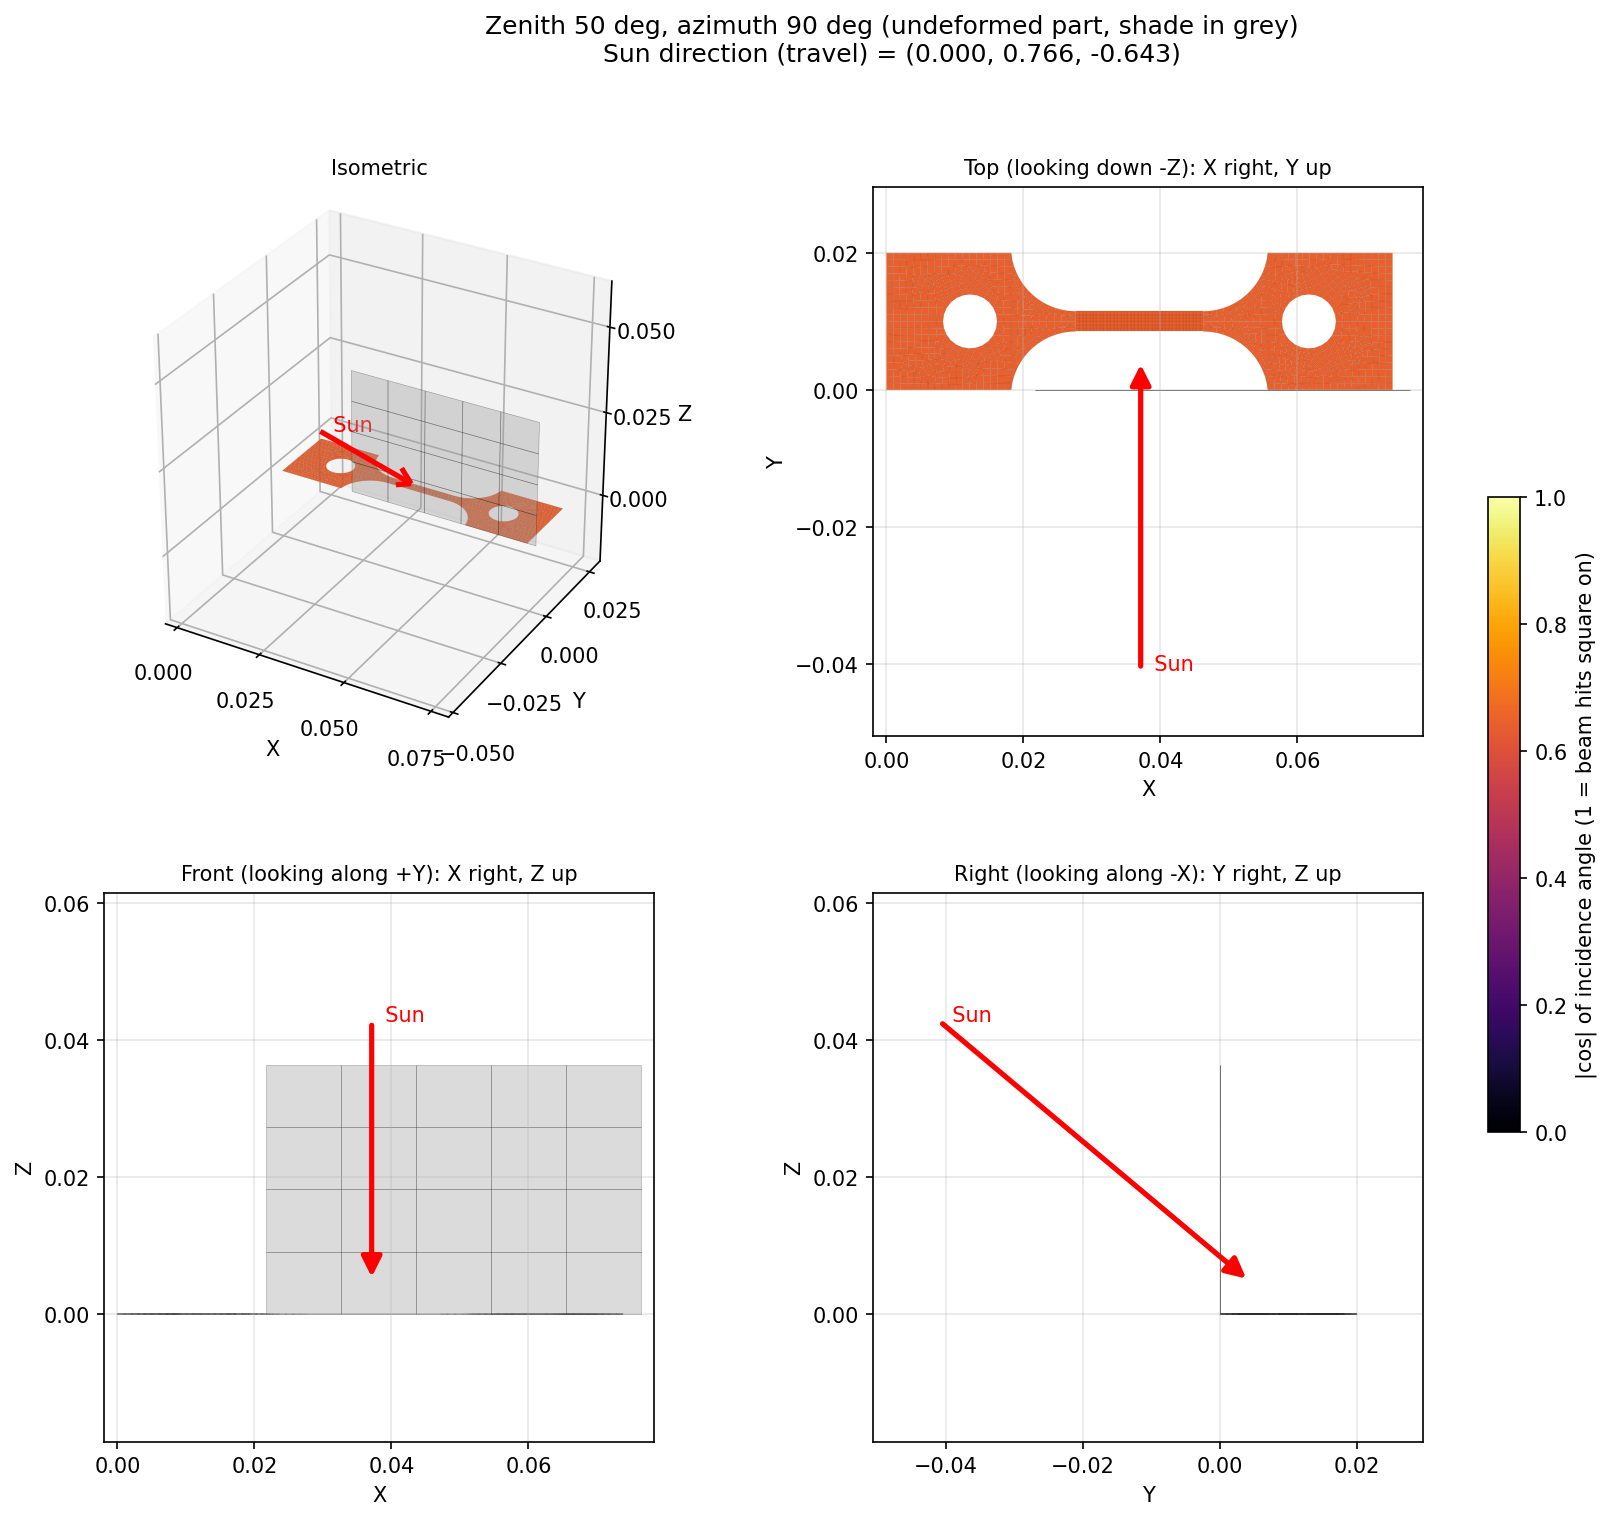 Zenith 50 deg, azimuth 90 deg (undeformed part, shade in grey)
Sun direction (travel) = (0.000, 0.766, -0.643)
Isometric
Sun
0.050
0.025
0.000
Z
0.000
0.025
0.050
0.075
X
−0.050
−0.025
0.000
0.025
Y
Top (looking down -Z): X right, Y up
0.02
0.00
−0.02
−0.04
Y
Sun
0.00
0.02
0.04
0.06
X
Front (looking along +Y): X right, Z up
0.06
0.04
0.02
0.00
Z
Sun
0.00
0.02
0.04
0.06
X
Right (looking along -X): Y right, Z up
0.06
0.04
0.02
0.00
Z
Sun
−0.04
−0.02
0.00
0.02
Y
1.0
0.8
0.6
0.4
0.2
0.0
|cos| of incidence angle (1 = beam hits square on)